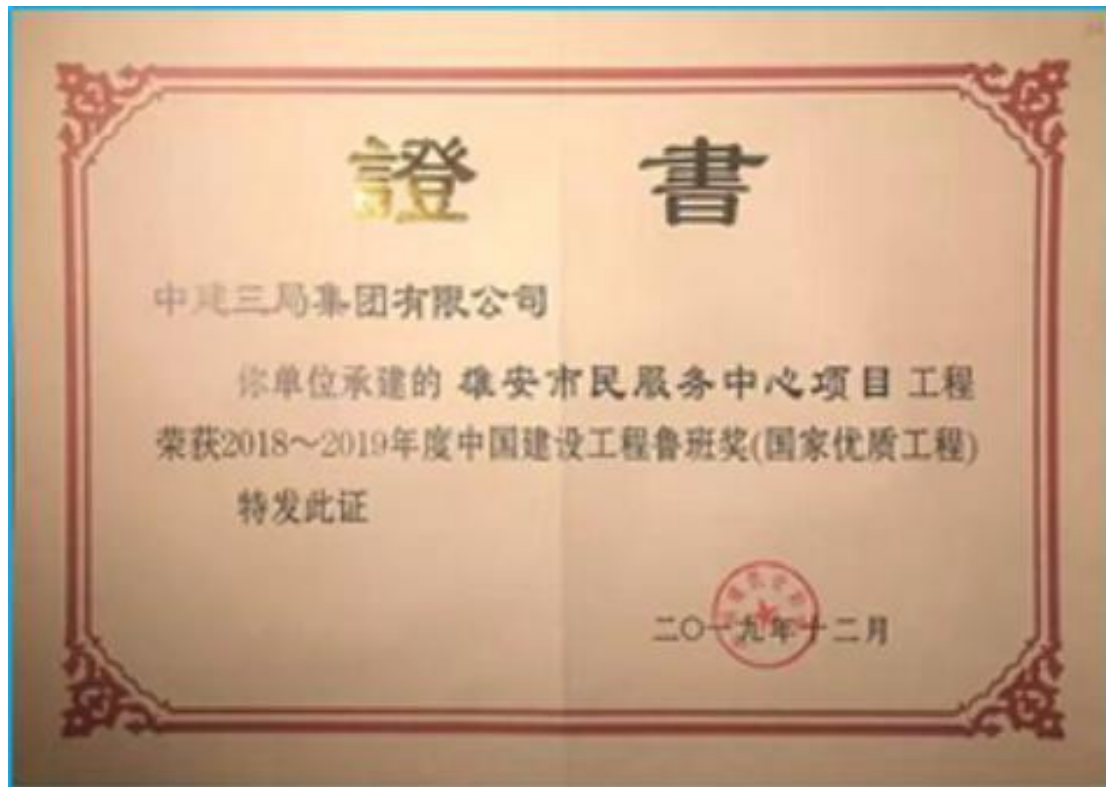 證書
中建三局集团有限公司
你单位承建的 雄安市民服务中心项目 工程
荣获2018～2019年度中国建设工程鲁班奖(国家优质工程)
特发此证
二〇一九年十二月